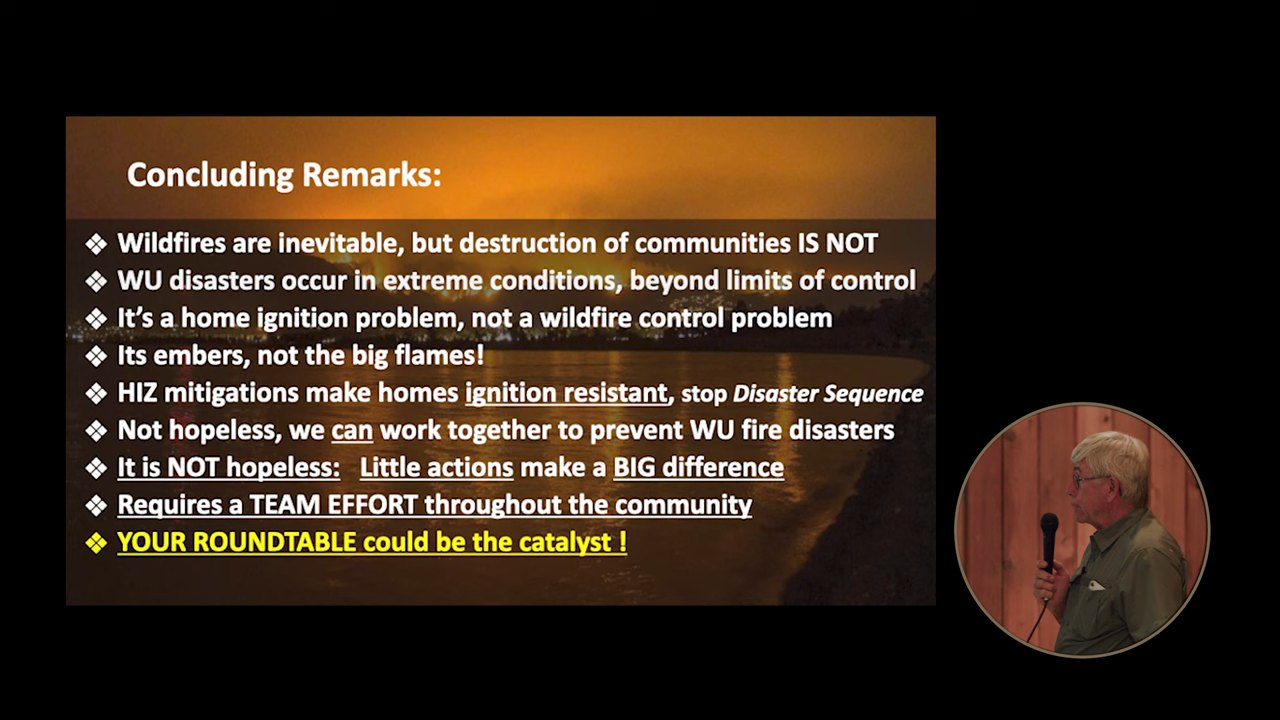 Concluding Remarks:
❖ Wildfires are inevitable, but destruction of communities IS NOT
❖ WU disasters occur in extreme conditions, beyond limits of control
❖ It’s a home ignition problem, not a wildfire control problem
❖ Its embers, not the big flames!
❖ HIZ mitigations make homes ignition resistant, stop Disaster Sequence
❖ Not hopeless, we can work together to prevent WU fire disasters
❖ It is NOT hopeless: Little actions make a BIG difference
❖ Requires a TEAM EFFORT throughout the community
❖ YOUR ROUNDTABLE could be the catalyst !